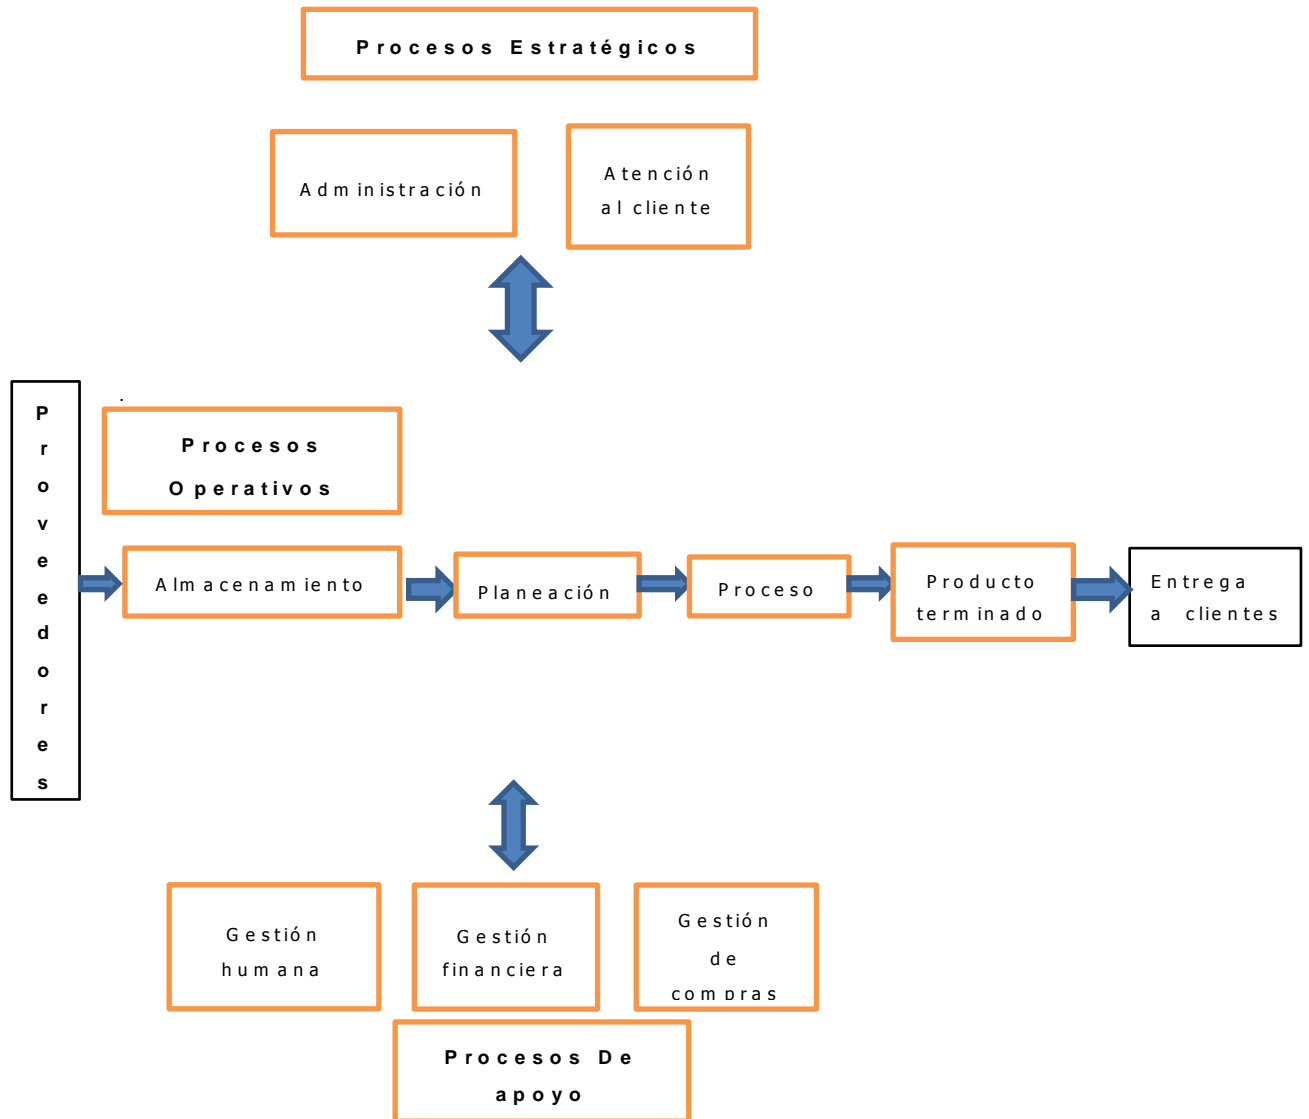 Procesos Estratégicos
Administración
Atención
al cliente
.
Proveedores
Procesos
Operativos
Almacenamiento
Planeación
Proceso
Producto
terminado
Entrega
a clientes
Gestión
humana
Gestión
financiera
Gestión
de
compras
Procesos De
apoyo